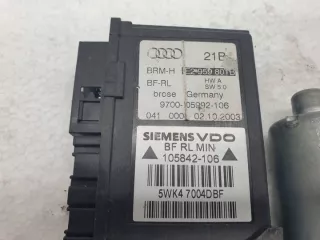 21B
BRM-H
BF-RL HW A
SW 5 0
brose Germany
9700-05992-106
041 000 02.10.2003
SIEMENS VDO
BF RL MIN
105842-106
5WK4 7004DBF